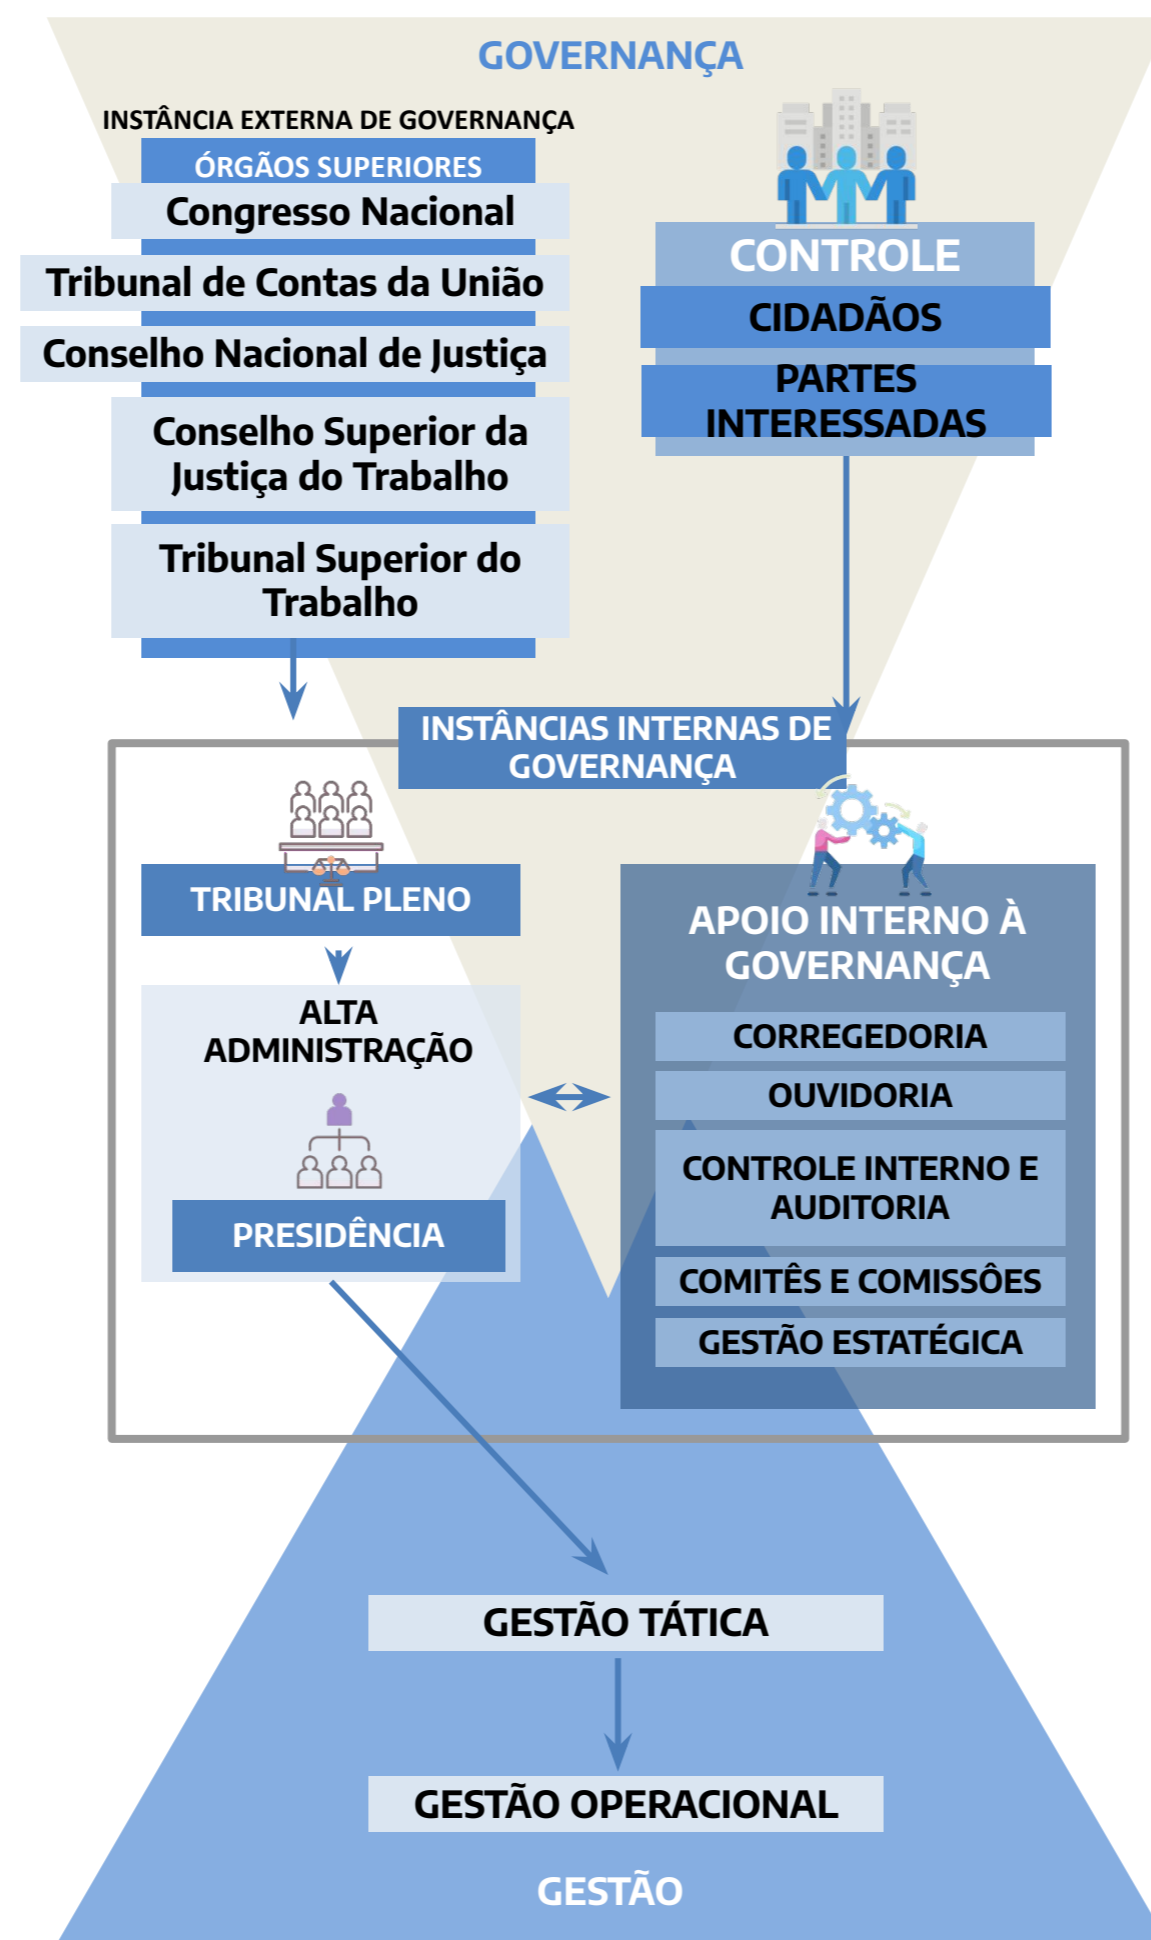 GOVERNANÇA
INSTÂNCIA EXTERNA DE GOVERNANÇA
ÓRGÃOS SUPERIORES
Congresso Nacional
Tribunal de Contas da União
Conselho Nacional de Justiça
Conselho Superior da
Justiça do Trabalho
Tribunal Superior do
Trabalho
CONTROLE
CIDADÃOS
PARTES
INTERESSADAS
INSTÂNCIAS INTERNAS DE
GOVERNANÇA
TRIBUNAL PLENO
ALTA
ADMINISTRAÇÃO
PRESIDÊNCIA
APOIO INTERNO À
GOVERNANÇA
CORREGEDORIA
OUVIDORIA
CONTROLE INTERNO E
AUDITORIA
COMITÊS E COMISSÔES
GESTÃO ESTATÉGICA
GESTÃO TÁTICA
GESTÃO OPERACIONAL
GESTÃO